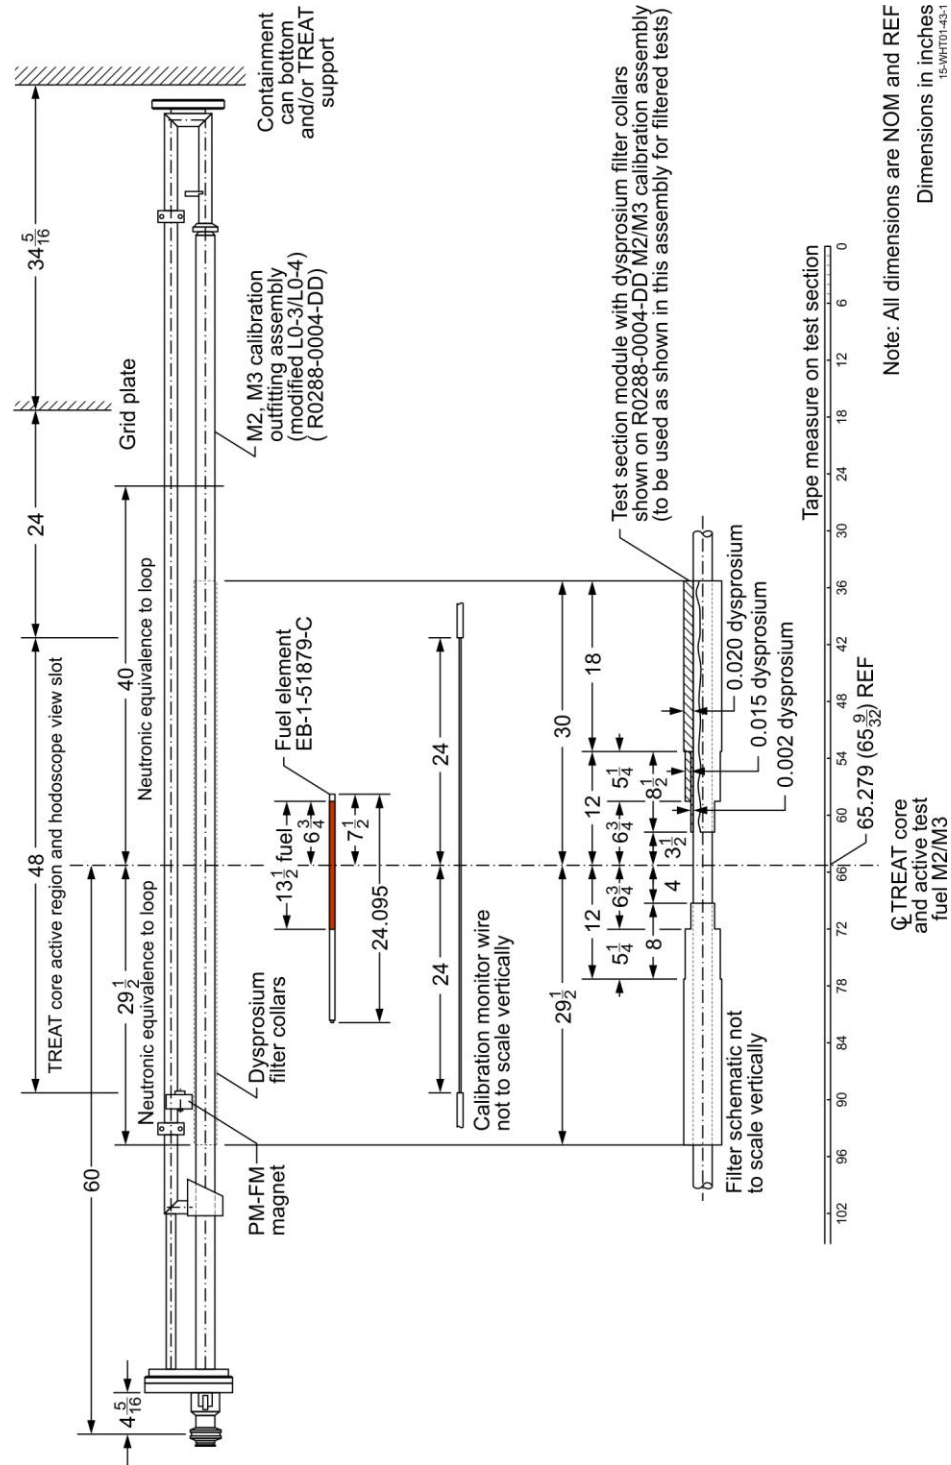 34 5/16
Containment
can bottom
and/or TREAT
support
24
Grid plate
48
TREAT core active region and hodoscope view slot
40
Neutronic equivalence to loop
29 1/2
Neutronic equivalence to loop
60
4 5/16
M2, M3 calibration
outfitting assembly
(modified L0-3/L0-4)
( R0288-0004-DD)
Dysprosium
filter collars
PM-FM
magnet
Fuel element
EB-1-51879-C
13 1/2 fuel
6 3/4
7 1/2
24.095
24
24
Calibration monitor wire
not to scale vertically
30
29 1/2
18
12
12
5 1/4
6 3/4
6 3/4
5 1/4
8 1/2
3 1/2
4
8
Test section module with dysprosium filter collars
shown on R0288-0004-DD M2/M3 calibration assembly
(to be used as shown in this assembly for filtered tests)
0.020 dysprosium
0.015 dysprosium
0.002 dysprosium
Filter schematic not
to scale vertically
65.279 (65 9/32) REF
Tape measure on test section
102
96
90
84
78
72
66
60
54
48
42
36
30
24
18
12
6
0
℄ TREAT core
and active test
fuel M2/M3
Note: All dimensions are NOM and REF
Dimensions in inches
15-WHT01-43-1